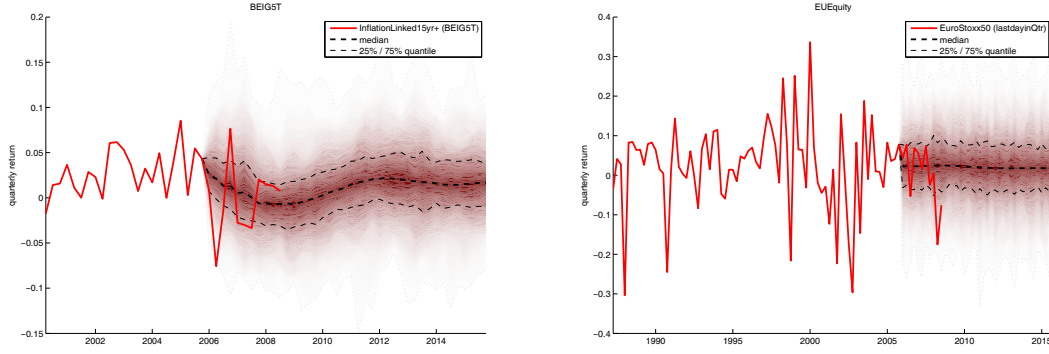 BEIG5T
0.2
0.15
0.1
0.05
0
−0.05
−0.1
−0.15
quarterly return
2002 2004 2006 2008 2010 2012 2014
InflationLinked15yr+ (BEIG5T)
median
25% / 75% quantile
EUEquity
0.4
0.3
0.2
0.1
0
−0.1
−0.2
−0.3
−0.4
quarterly return
1990 1995 2000 2005 2010 2015
EuroStoxx50 (lastdayinQtr)
median
25% / 75% quantile